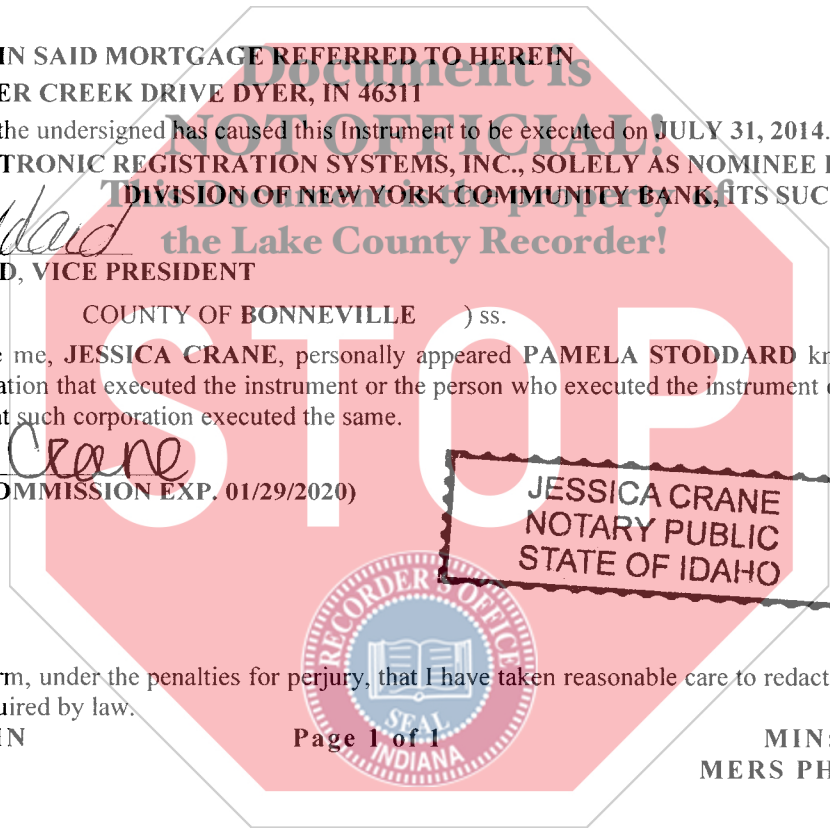 IN SAID MORTGAGE REFERRED TO HEREIN
Document is
ER CREEK DRIVE DYER, IN 46311
the undersigned has caused this Instrument to be executed on JULY 31, 2014.
NOT OFFICIAL!
TRONIC REGISTRATION SYSTEMS, INC., SOLELY AS NOMINEE
DIVISION OF NEW YORK COMMUNITY BANK, ITS SUC
This Document is the property of
the Lake County Recorder!
D, VICE PRESIDENT
COUNTY OF BONNEVILLE ) ss.
STOP
e me, JESSICA CRANE, personally appeared PAMELA STODDARD kn
ation that executed the instrument or the person who executed the instrument
at such corporation executed the same.
Crane
OMMISSION EXP. 01/29/2020)
JESSICA CRANE
NOTARY PUBLIC
STATE OF IDAHO
RECORDER'S OFFICE
SEAL
INDIANA
rm, under the penalties for perjury, that I have taken reasonable care to redact
uired by law.
IN Page 1 of 1 MIN
MERS PH